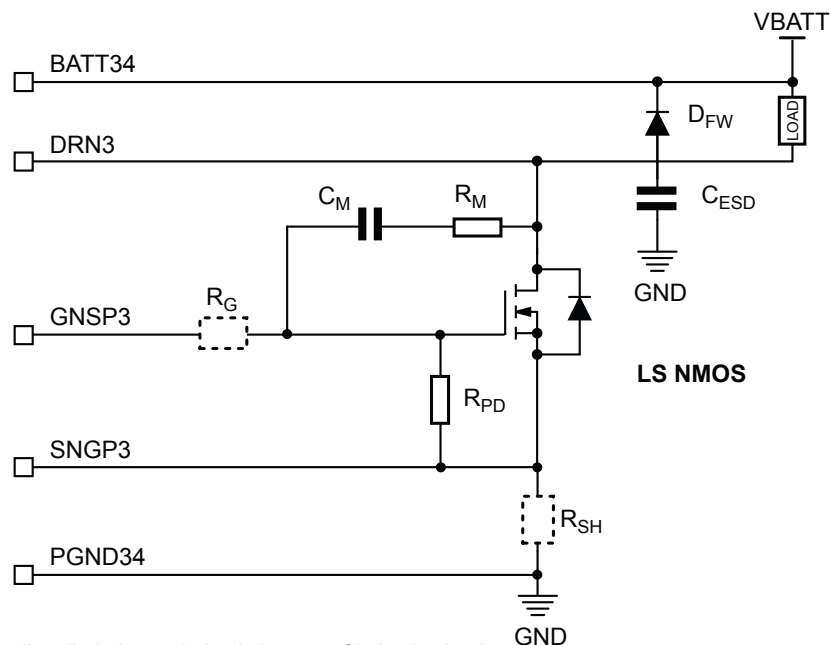 VBATT
BATT34
D_FW
LOAD
DRN3
C_M
R_M
C_ESD
GND
R_G
GNSP3
LS NMOS
R_PD
SNGP3
R_SH
PGND34
GND